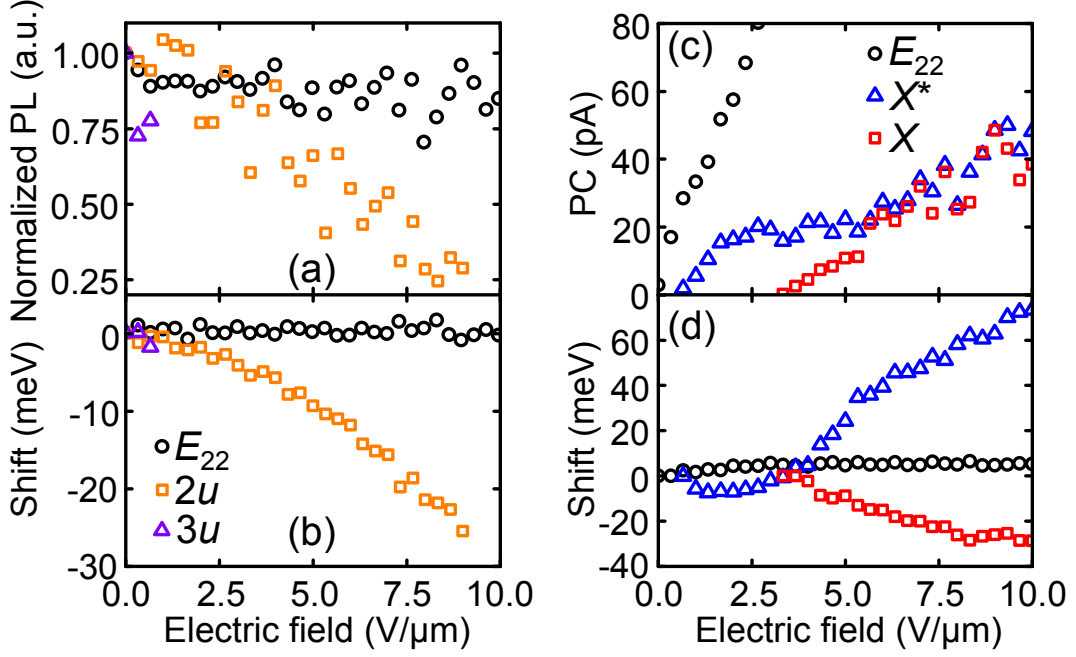 Normalized PL (a.u.)
1.00
0.75
0.50
0.25
(a)
PC (pA)
80
60
40
20
0
(c)
E22
X*
X
Shift (meV)
0
-10
-20
-30
E22
2u
3u
(b)
0.0 2.5 5.0 7.5 10.0
Electric field (V/µm)
Shift (meV)
60
40
20
0
-20
-40
(d)
0.0 2.5 5.0 7.5 10.0
Electric field (V/µm)